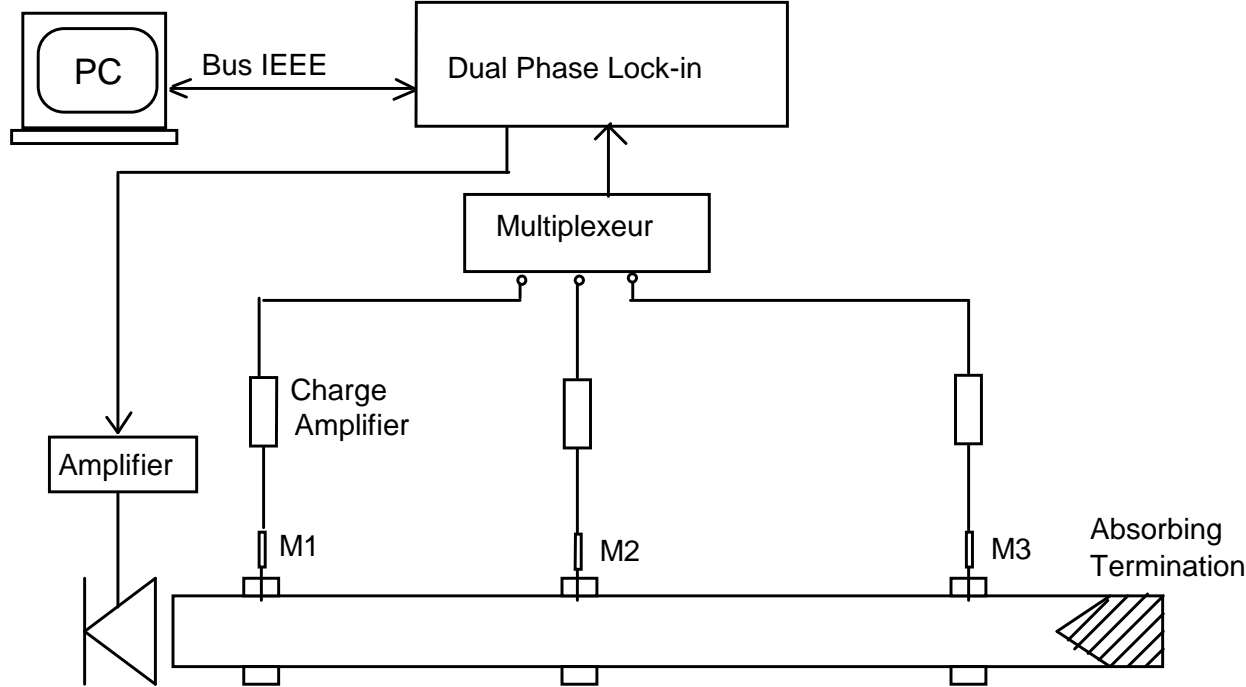 PC
Bus IEEE
Dual Phase Lock-in
Multiplexeur
Charge
Amplifier
Amplifier
M1
M2
M3
Absorbing
Termination